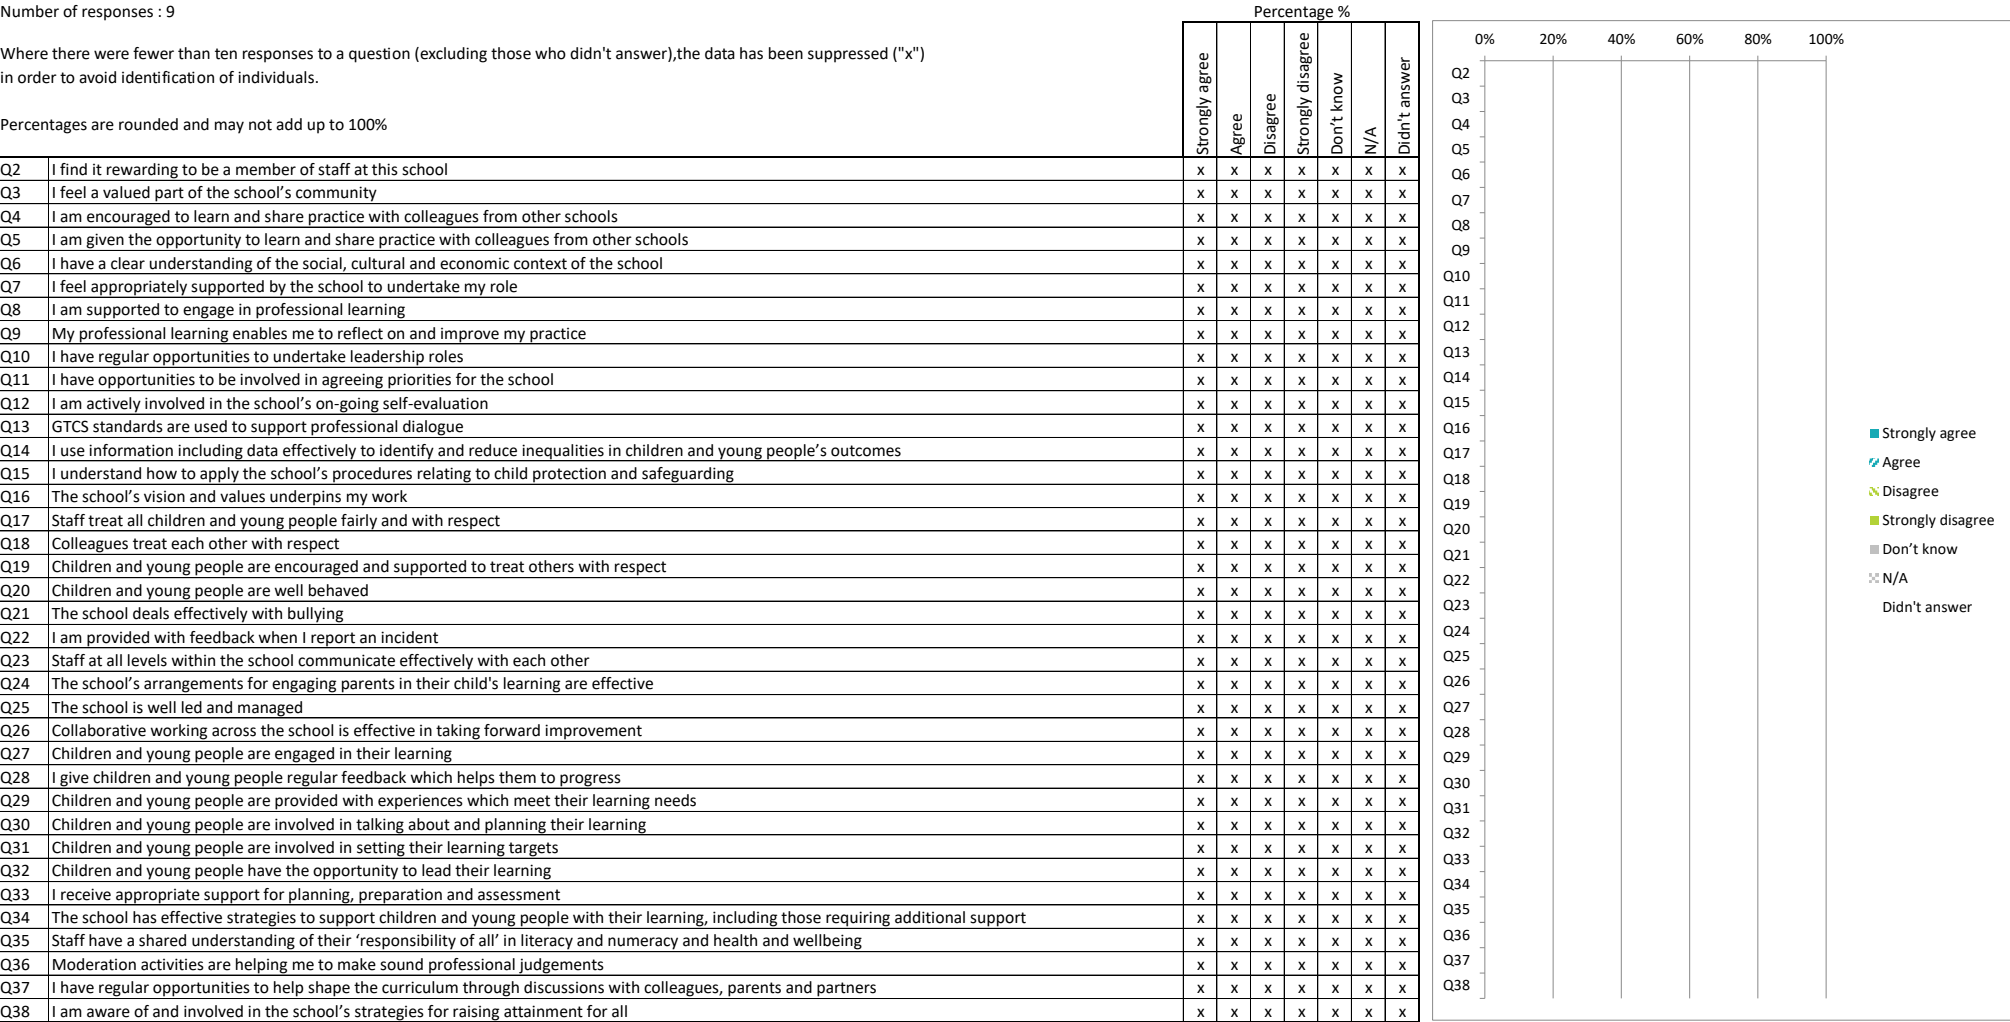 Number of responses : 9
Percentage %
Where there were fewer than ten responses to a question (excluding those who didn't answer),the data has been suppressed ("x")
in order to avoid identification of individuals.
Percentages are rounded and may not add up to 100%
Strongly agree
Agree
Disagree
Strongly disagree
Don't know
N/A
Didn't answer
Q2 I find it rewarding to be a member of staff at this school x x x x x x x
Q3 I feel a valued part of the school’s community x x x x x x x
Q4 I am encouraged to learn and share practice with colleagues from other schools x x x x x x x
Q5 I am given the opportunity to learn and share practice with colleagues from other schools x x x x x x x
Q6 I have a clear understanding of the social, cultural and economic context of the school x x x x x x x
Q7 I feel appropriately supported by the school to undertake my role x x x x x x x
Q8 I am supported to engage in professional learning x x x x x x x
Q9 My professional learning enables me to reflect on and improve my practice x x x x x x x
Q10 I have regular opportunities to undertake leadership roles x x x x x x x
Q11 I have opportunities to be involved in agreeing priorities for the school x x x x x x x
Q12 I am actively involved in the school’s on-going self-evaluation x x x x x x x
Q13 GTCS standards are used to support professional dialogue x x x x x x x
Q14 I use information including data effectively to identify and reduce inequalities in children and young people’s outcomes x x x x x x x
Q15 I understand how to apply the school’s procedures relating to child protection and safeguarding x x x x x x x
Q16 The school’s vision and values underpins my work x x x x x x x
Q17 Staff treat all children and young people fairly and with respect x x x x x x x
Q18 Colleagues treat each other with respect x x x x x x x
Q19 Children and young people are encouraged and supported to treat others with respect x x x x x x x
Q20 Children and young people are well behaved x x x x x x x
Q21 The school deals effectively with bullying x x x x x x x
Q22 I am provided with feedback when I report an incident x x x x x x x
Q23 Staff at all levels within the school communicate effectively with each other x x x x x x x
Q24 The school’s arrangements for engaging parents in their child's learning are effective x x x x x x x
Q25 The school is well led and managed x x x x x x x
Q26 Collaborative working across the school is effective in taking forward improvement x x x x x x x
Q27 Children and young people are engaged in their learning x x x x x x x
Q28 I give children and young people regular feedback which helps them to progress x x x x x x x
Q29 Children and young people are provided with experiences which meet their learning needs x x x x x x x
Q30 Children and young people are involved in talking about and planning their learning x x x x x x x
Q31 Children and young people are involved in setting their learning targets x x x x x x x
Q32 Children and young people have the opportunity to lead their learning x x x x x x x
Q33 I receive appropriate support for planning, preparation and assessment x x x x x x x
Q34 The school has effective strategies to support children and young people with their learning, including those requiring additional support x x x x x x x
Q35 Staff have a shared understanding of their ‘responsibility of all’ in literacy and numeracy and health and wellbeing x x x x x x x
Q36 Moderation activities are helping me to make sound professional judgements x x x x x x x
Q37 I have regular opportunities to help shape the curriculum through discussions with colleagues, parents and partners x x x x x x x
Q38 I am aware of and involved in the school’s strategies for raising attainment for all x x x x x x x
0% 20% 40% 60% 80% 100%
Q2
Q3
Q4
Q5
Q6
Q7
Q8
Q9
Q10
Q11
Q12
Q13
Q14
Q15
Q16
Q17
Q18
Q19
Q20
Q21
Q22
Q23
Q24
Q25
Q26
Q27
Q28
Q29
Q30
Q31
Q32
Q33
Q34
Q35
Q36
Q37
Q38
Strongly agree
Agree
Disagree
Strongly disagree
Don’t know
N/A
Didn't answer